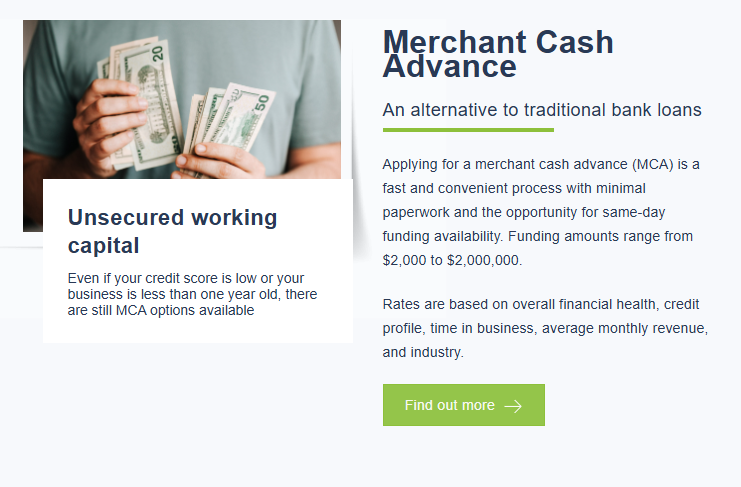 20
50
Unsecured working
capital
Even if your credit score is low or your
business is less than one year old, there
are still MCA options available
Merchant Cash
Advance
An alternative to traditional bank loans
Applying for a merchant cash advance (MCA) is a
fast and convenient process with minimal
paperwork and the opportunity for same-day
funding availability. Funding amounts range from
$2,000 to $2,000,000.
Rates are based on overall financial health, credit
profile, time in business, average monthly revenue,
and industry.
Find out more